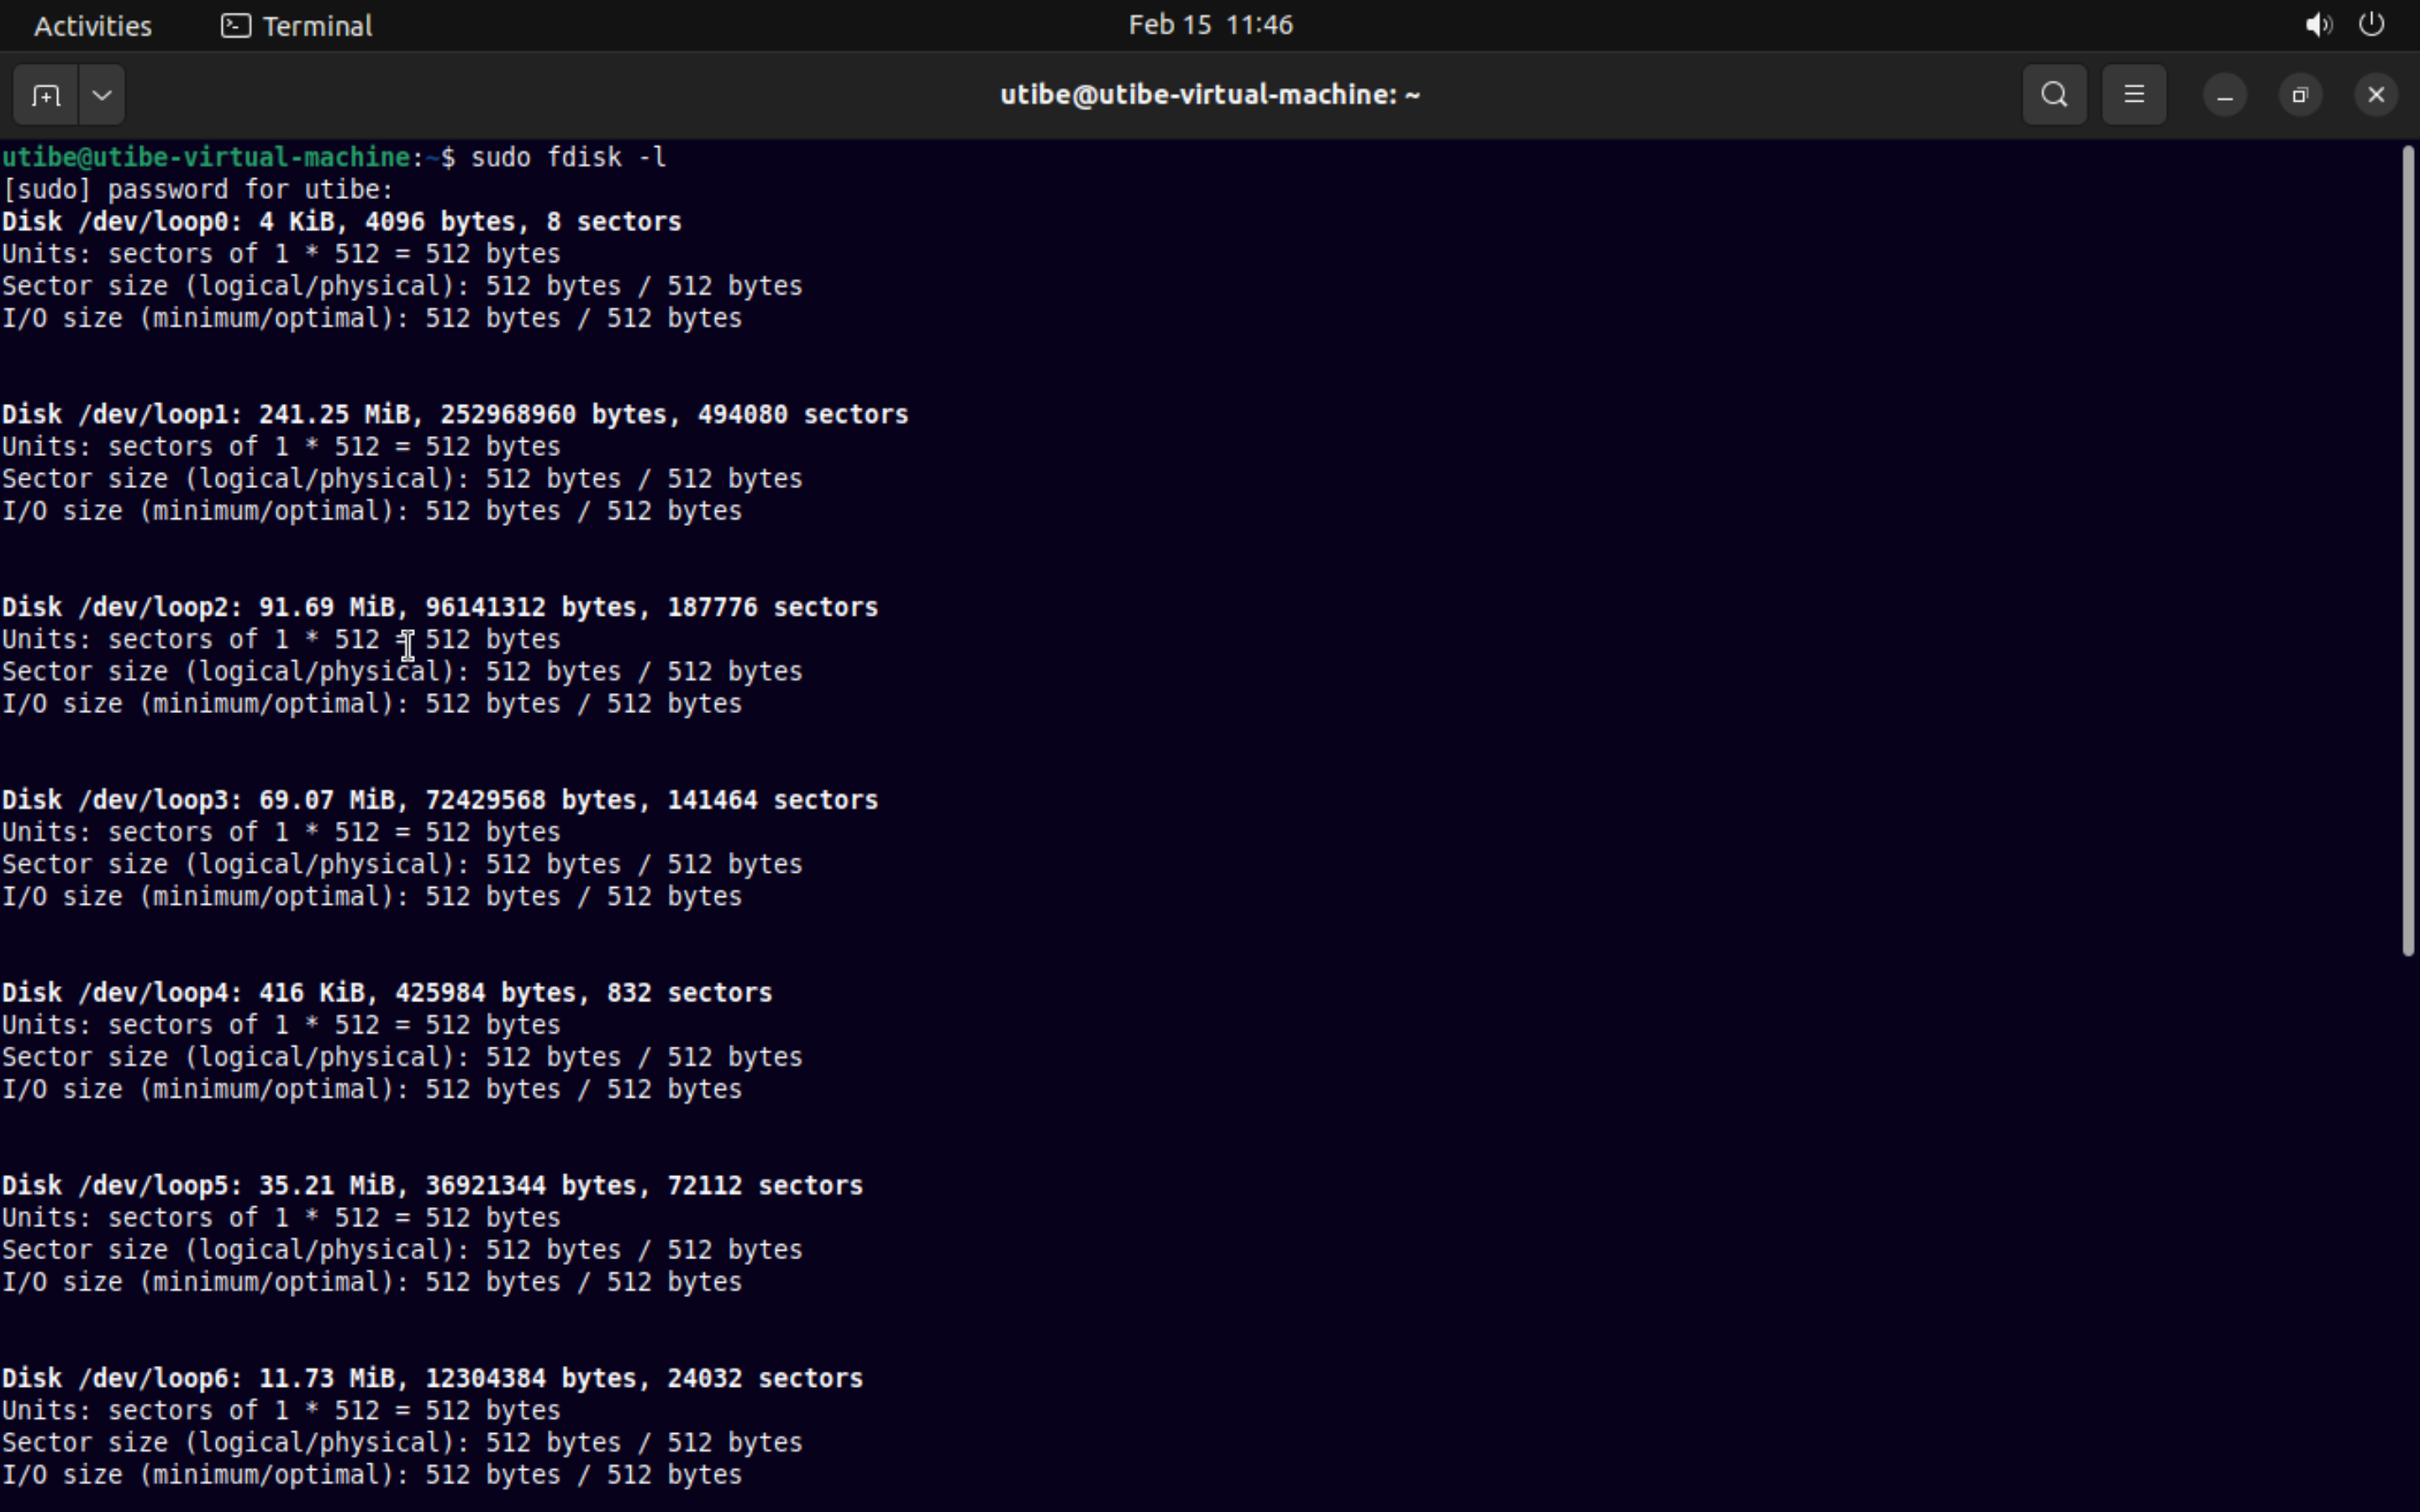 Activities Terminal Feb 15 11:46
utibe@utibe-virtual-machine: ~
utibe@utibe-virtual-machine:~$ sudo fdisk -l
[sudo] password for utibe:
Disk /dev/loop0: 4 KiB, 4096 bytes, 8 sectors
Units: sectors of 1 * 512 = 512 bytes
Sector size (logical/physical): 512 bytes / 512 bytes
I/O size (minimum/optimal): 512 bytes / 512 bytes
Disk /dev/loop1: 241.25 MiB, 252968960 bytes, 494080 sectors
Units: sectors of 1 * 512 = 512 bytes
Sector size (logical/physical): 512 bytes / 512 bytes
I/O size (minimum/optimal): 512 bytes / 512 bytes
Disk /dev/loop2: 91.69 MiB, 96141312 bytes, 187776 sectors
Units: sectors of 1 * 512 = 512 bytes
Sector size (logical/physical): 512 bytes / 512 bytes
I/O size (minimum/optimal): 512 bytes / 512 bytes
Disk /dev/loop3: 69.07 MiB, 72429568 bytes, 141464 sectors
Units: sectors of 1 * 512 = 512 bytes
Sector size (logical/physical): 512 bytes / 512 bytes
I/O size (minimum/optimal): 512 bytes / 512 bytes
Disk /dev/loop4: 416 KiB, 425984 bytes, 832 sectors
Units: sectors of 1 * 512 = 512 bytes
Sector size (logical/physical): 512 bytes / 512 bytes
I/O size (minimum/optimal): 512 bytes / 512 bytes
Disk /dev/loop5: 35.21 MiB, 36921344 bytes, 72112 sectors
Units: sectors of 1 * 512 = 512 bytes
Sector size (logical/physical): 512 bytes / 512 bytes
I/O size (minimum/optimal): 512 bytes / 512 bytes
Disk /dev/loop6: 11.73 MiB, 12304384 bytes, 24032 sectors
Units: sectors of 1 * 512 = 512 bytes
Sector size (logical/physical): 512 bytes / 512 bytes
I/O size (minimum/optimal): 512 bytes / 512 bytes